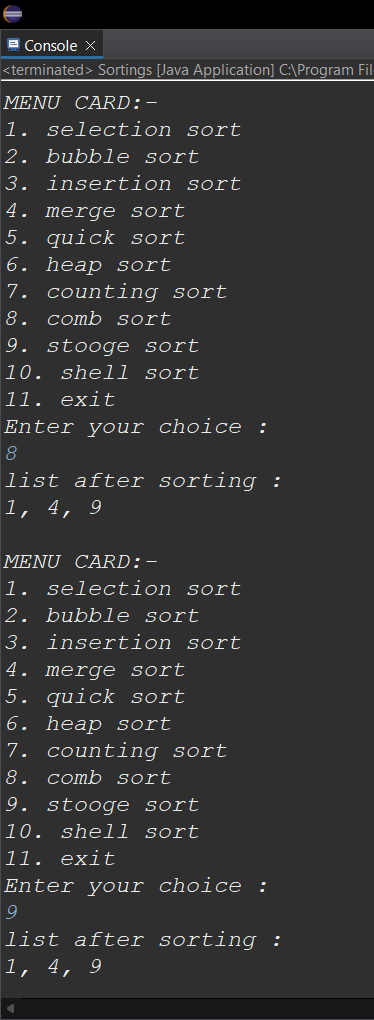 Console
<terminated> Sortings [Java Application] C:\Program File
MENU CARD:-
1. selection sort
2. bubble sort
3. insertion sort
4. merge sort
5. quick sort
6. heap sort
7. counting sort
8. comb sort
9. stooge sort
10. shell sort
11. exit
Enter your choice :
8
list after sorting :
1, 4, 9
MENU CARD:-
1. selection sort
2. bubble sort
3. insertion sort
4. merge sort
5. quick sort
6. heap sort
7. counting sort
8. comb sort
9. stooge sort
10. shell sort
11. exit
Enter your choice :
9
list after sorting :
1, 4, 9